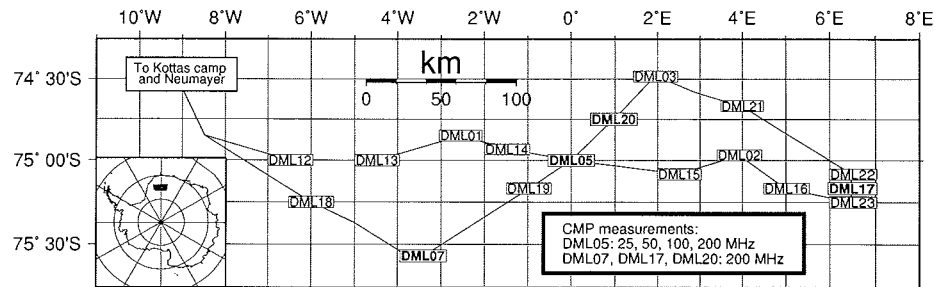 10°W 8°W 6°W 4°W 2°W 0° 2°E 4°E 6°E 8°E
To Kottas camp
and Neumayer
km
0 50 100
74° 30'S
75° 00'S
75° 30'S
DML03
DML21
DML20
DML01
DML14
DML12
DML13
DML05
DML02
DML15
DML22
DML19
DML16
DML17
DML18
DML23
DML07
CMP measurements:
DML05: 25, 50, 100, 200 MHz
DML07, DML17, DML20: 200 MHz